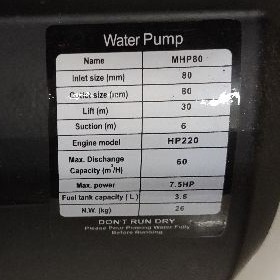 Water Pump
Name MHP80
Inlet size (mm) 80
Outlet size (mm) 80
Lift (m) 30
Suction (m) 6
Engine model HP220
Max. Discharge
Capacity (m³/H) 60
Max. power 7.5HP
Fuel tank capacity ( L ) 3.6
N.W. (kg) 26
DON'T RUN DRY
Please Pour Priming Water Fully
Before Running